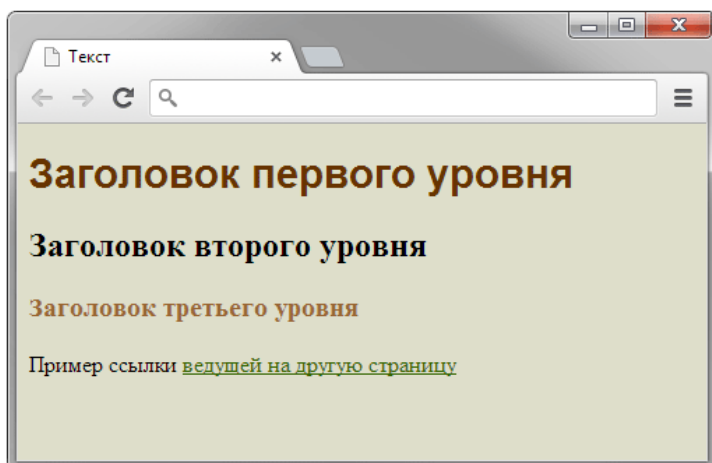 Текст
Заголовок первого уровня
Заголовок второго уровня
Заголовок третьего уровня
Пример ссылки ведущей на другую страницу